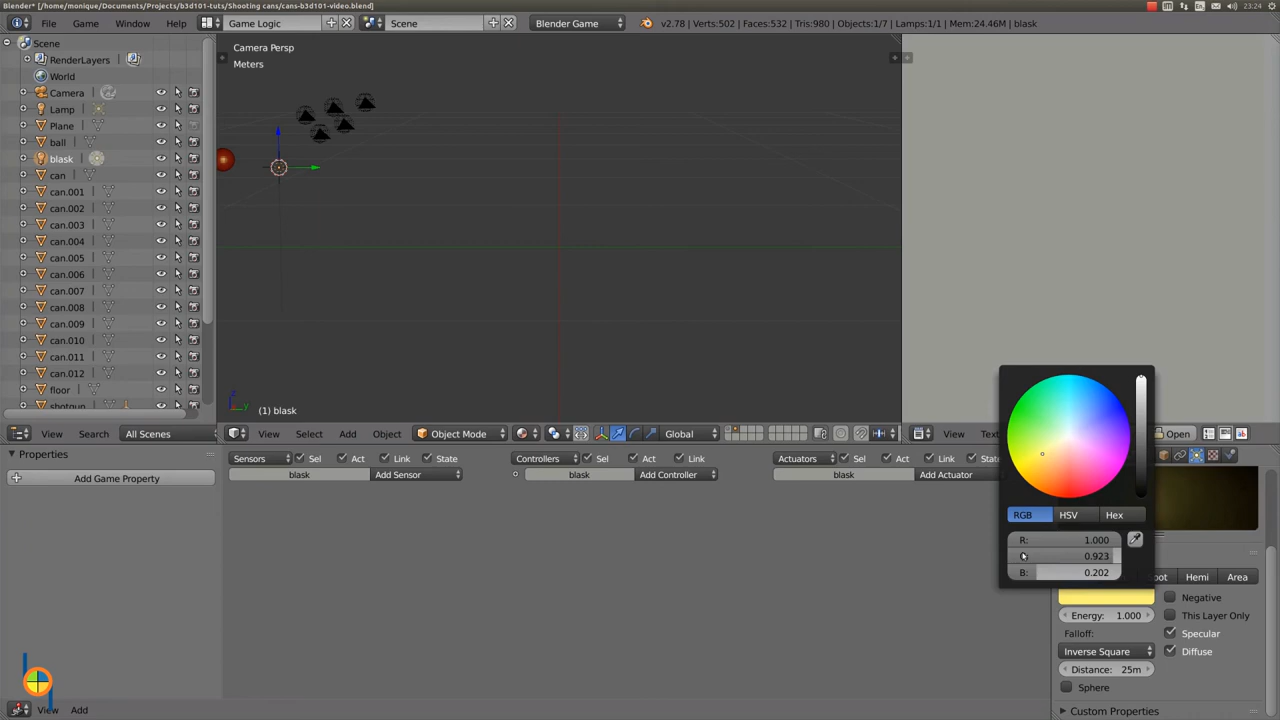 Blender* [/home/monique/Documents/Projects/b3d101-tuts/Shooting cans/cans-b3d101-video.blend]
En
23:24
File Add Window Help Game Logic Scene Blender Game v2.78 | Verts:502 | Faces:532 | Tris:980 | Objects:1/7 | Lamps:1/1 | Mem:24.46M | blask
Scene
RenderLayers
World
Camera
Lamp
Plane
ball
blask
can
can.001
can.002
can.003
can.004
can.005
can.006
can.007
can.008
can.009
can.010
can.011
can.012
floor
shotgun
Camera Persp
Meters
(1) blask
View Search All Scenes
View Select Add Object Object Mode Global
View Open
Properties
Add Game Property
Sensors Sel Act Link State
blask Add Sensor
Controllers Sel Act Link
blask Add Controller
Actuators Sel Act Link State
blask Add Actuator
RGB HSV Hex
R: 1.000
0.923
B: 0.202
Hemi Area
Negative
Energy: 1.000 This Layer Only
Falloff: Specular
Inverse Square Diffuse
Distance: 25m
Sphere
Custom Properties
View Add